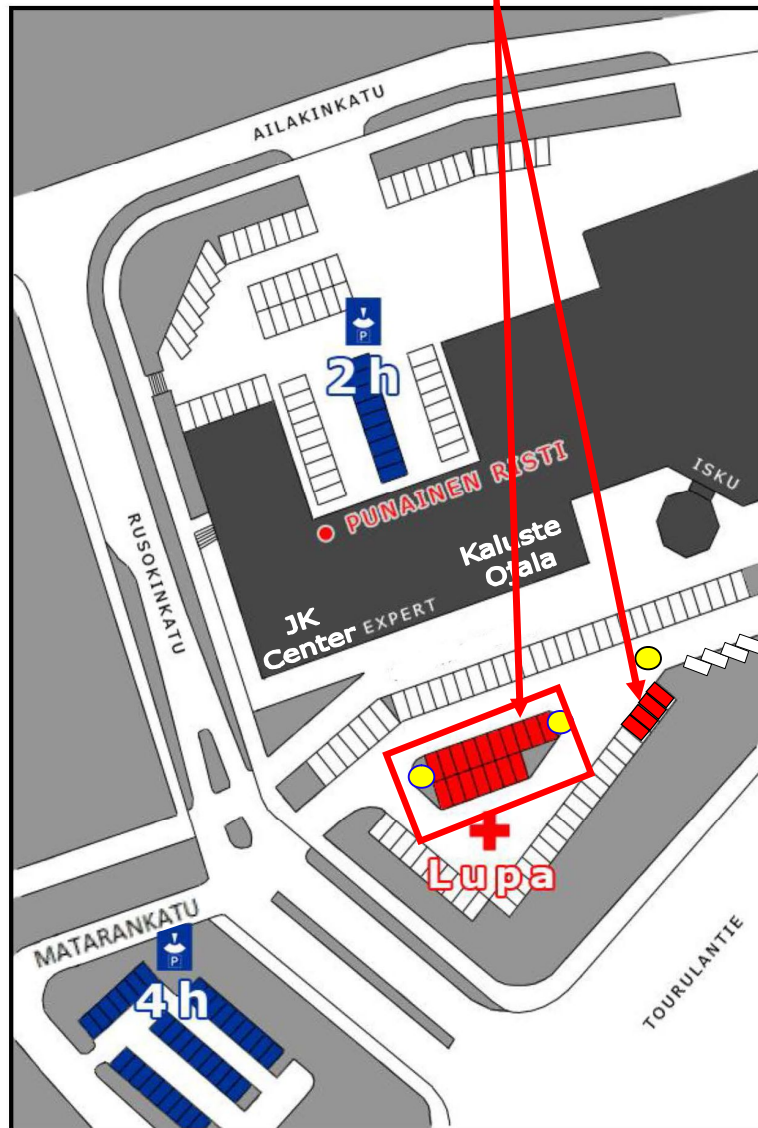 AILAKINKATU
P
2 h
PUNAINEN RISTI
ISKU
RUSOKINKATU
Kaluste
Ojala
JK
Center
EXPERT
Lupa
MATARANKATU
P
4 h
TOURULANTIE